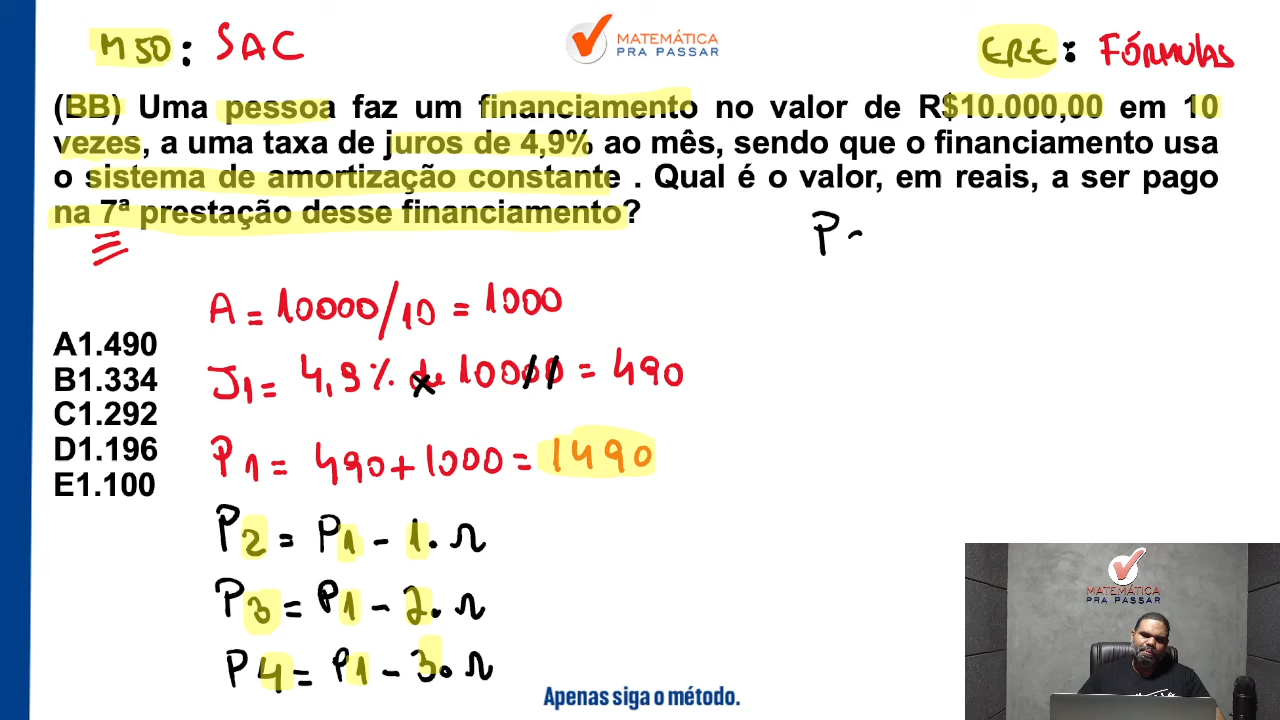 M50 : SAC
MATEMÁTICA
PRA PASSAR
ERE : FÓRMULAS
(BB) Uma pessoa faz um financiamento no valor de R$10.000,00 em 10
vezes, a uma taxa de juros de 4,9% ao mês, sendo que o financiamento usa
o sistema de amortização constante . Qual é o valor, em reais, a ser pago
na 7ª prestação desse financiamento?
P -
A = 10000/10 = 1000
A1.490
B1.334
C1.292
D1.196
E1.100
J1 = 4,9% de 10000 = 490
P1 = 490+1000 = 1490
P2 = P1 - 1. r
P3 = P1 - 2. r
P4 = P1 - 3. r
MATEMÁTICA
PRA PASSAR
Apenas siga o método.